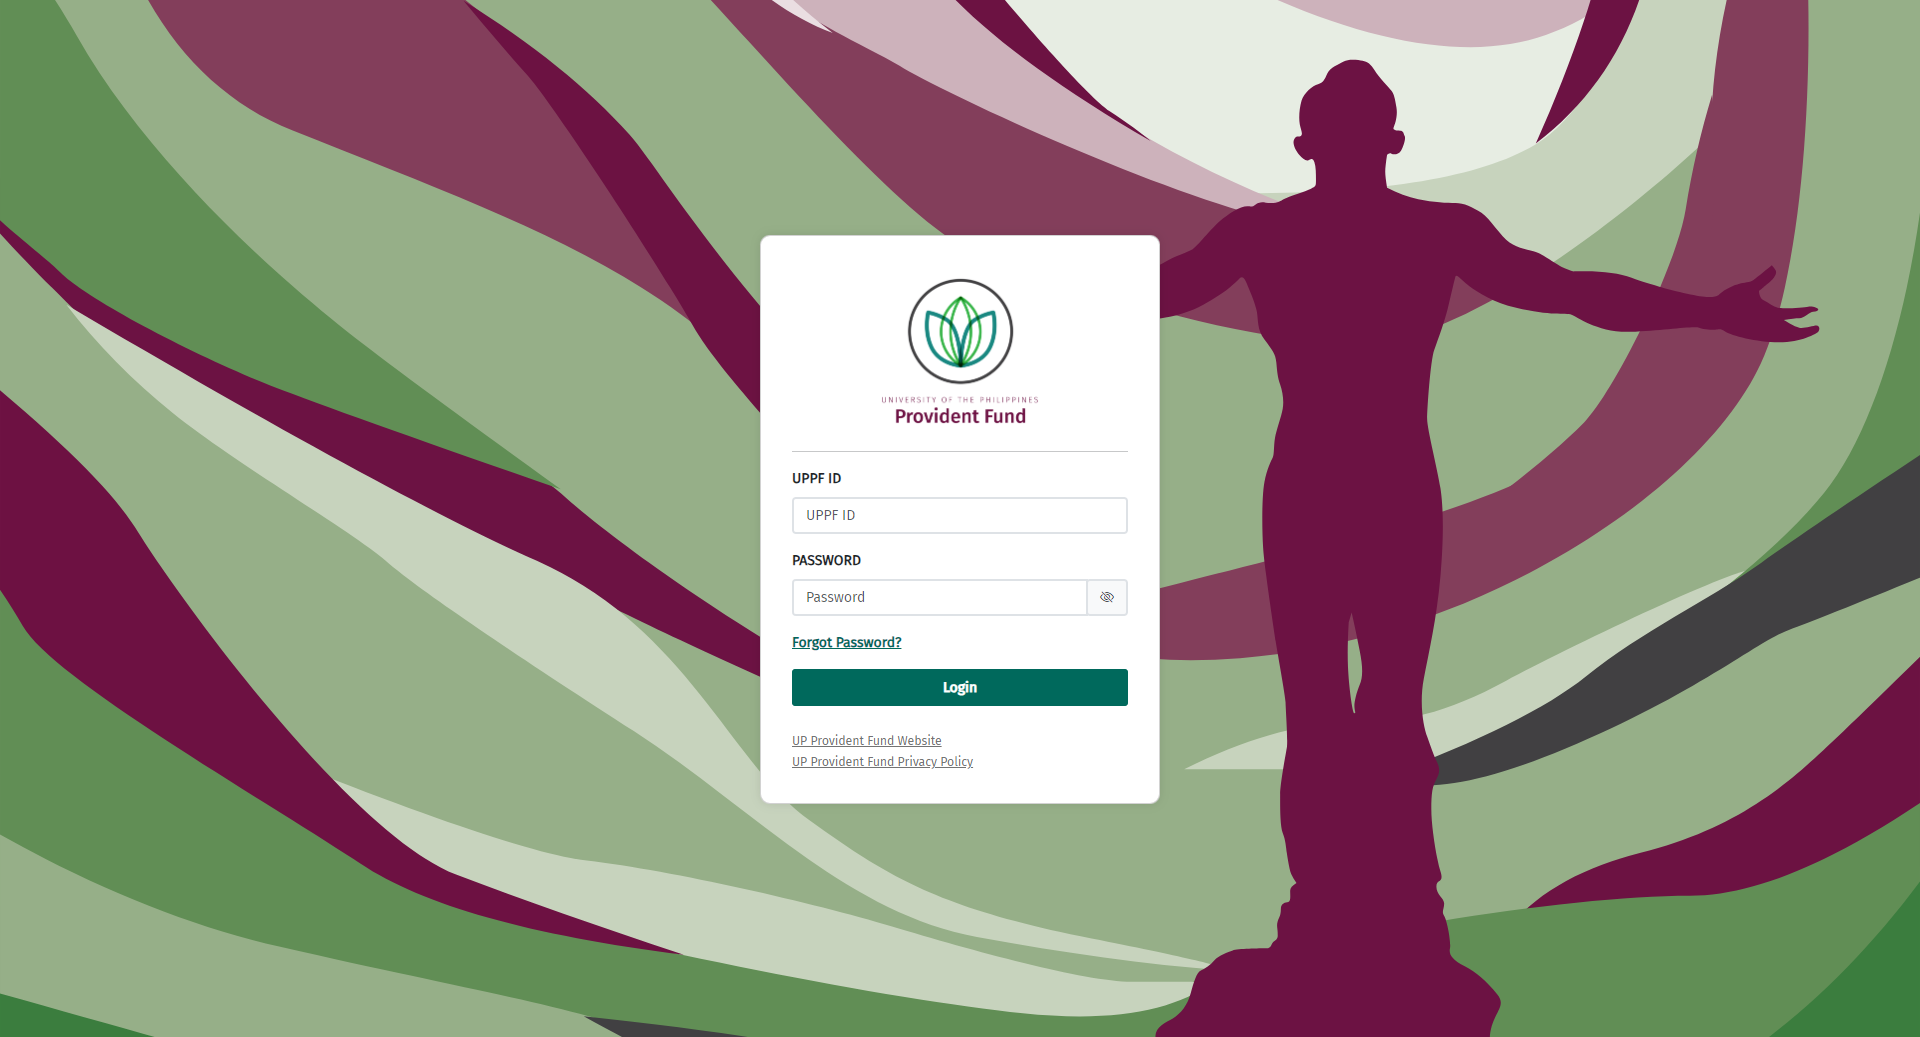 UNIVERSITY OF THE PHILIPPINES
Provident Fund
UPPF ID
UPPF ID
PASSWORD
Password
Forgot Password?
Login
UP Provident Fund Website
UP Provident Fund Privacy Policy